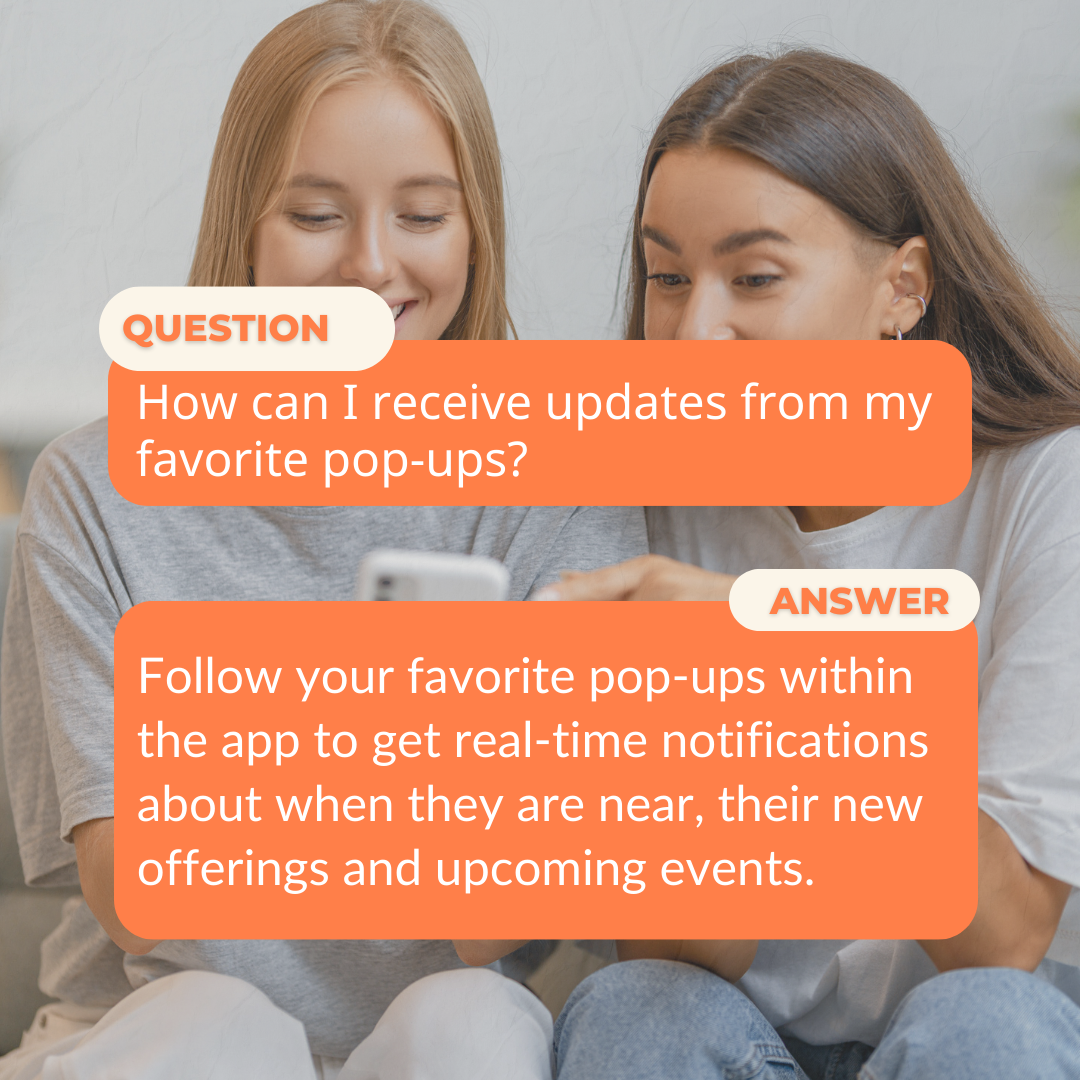 QUESTION
How can I receive updates from my
favorite pop-ups?
ANSWER
Follow your favorite pop-ups within
the app to get real-time notifications
about when they are near, their new
offerings and upcoming events.